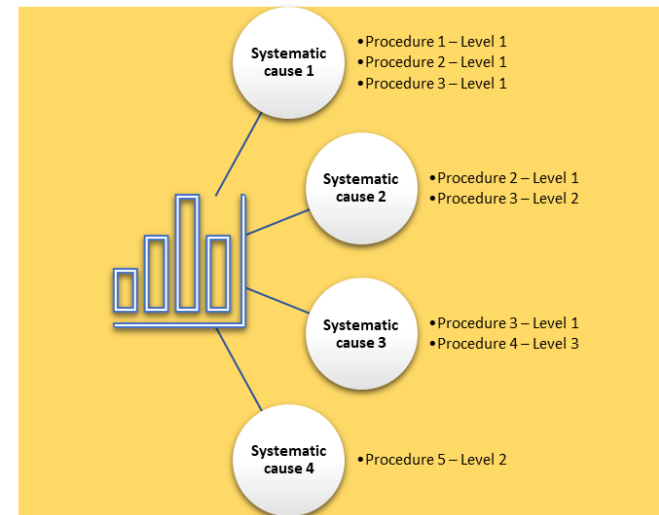 Systematic
cause 1
•Procedure 1 – Level 1
•Procedure 2 – Level 1
•Procedure 3 – Level 1
Systematic
cause 2
•Procedure 2 – Level 1
•Procedure 3 – Level 2
Systematic
cause 3
•Procedure 3 – Level 1
•Procedure 4 – Level 3
Systematic
cause 4
•Procedure 5 – Level 2